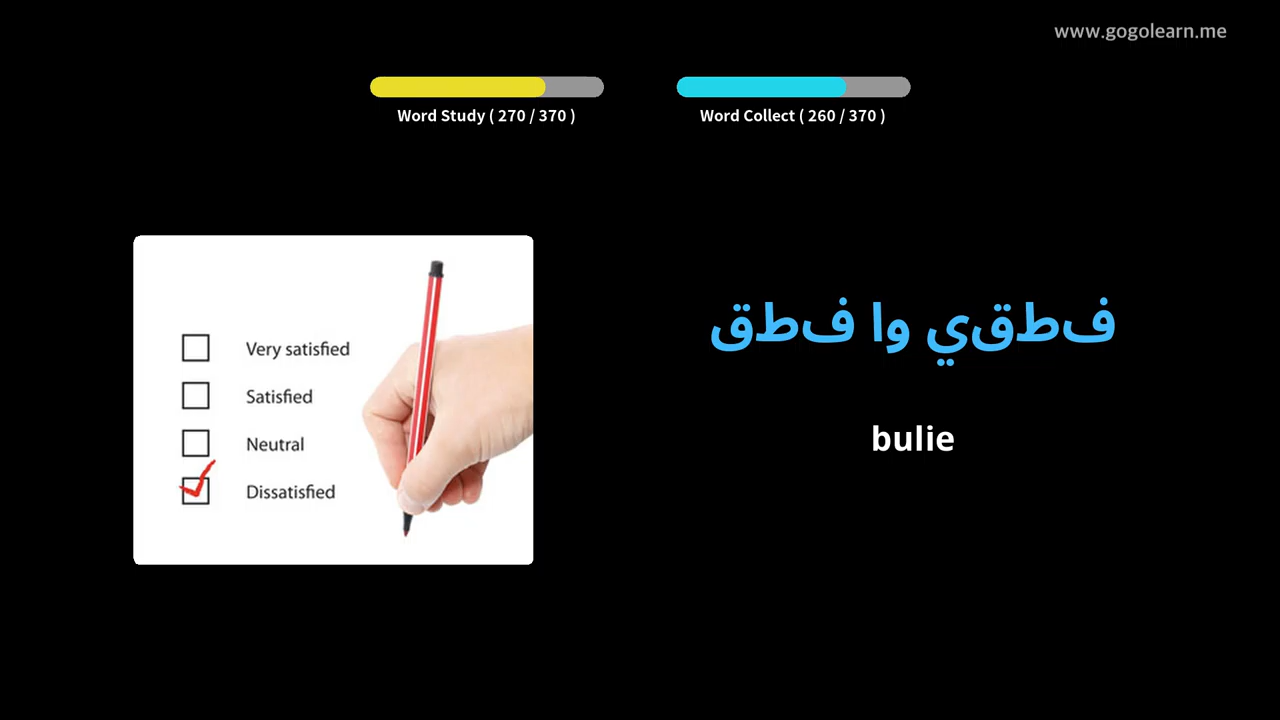 www.gogolearn.me
Word Study ( 270 / 370 )
Word Collect ( 260 / 370 )
Very satisfied
Satisfied
Neutral
Dissatisfied
فطقي وا فطق
bulie